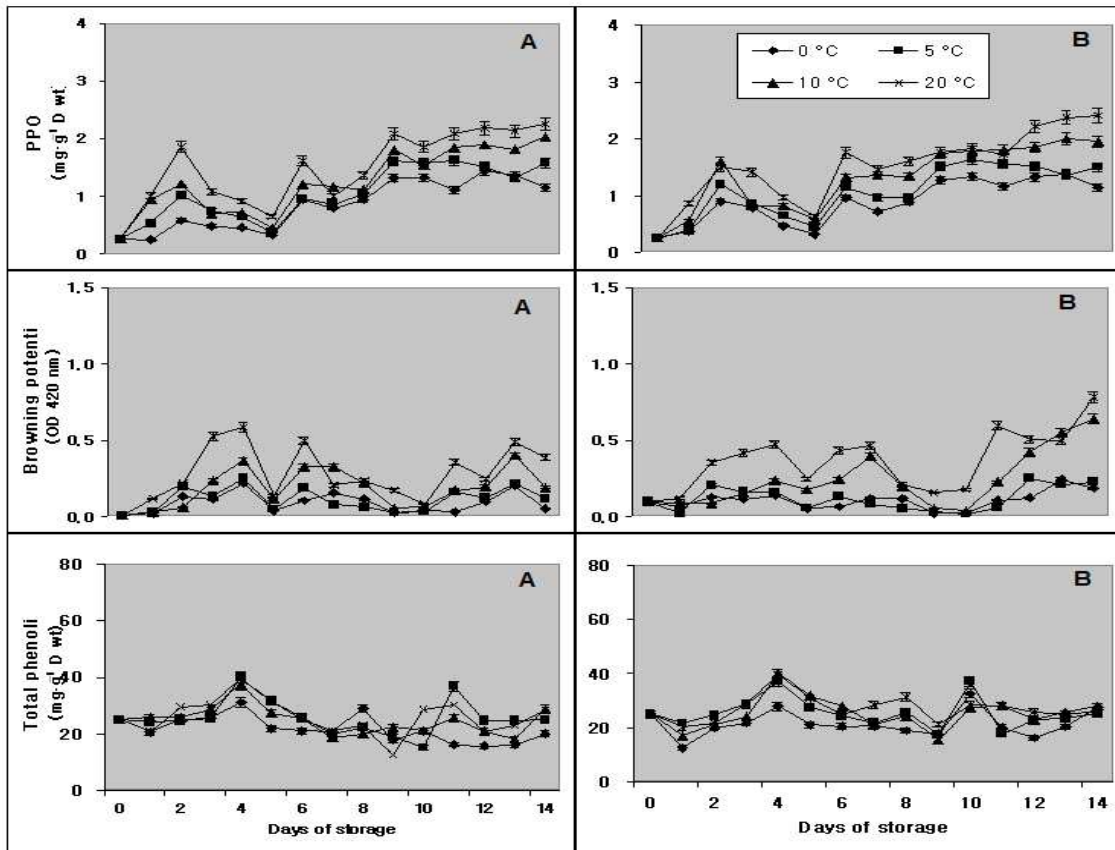 A
4
3
2
1
0
PPO
(mg·g¹ D wt)
B
4
3
2
1
0
0 °C
5 °C
10 °C
20 °C
A
1.5
1.0
0.5
0.0
Browning potenti
(OD 420 nm)
B
1.5
1.0
0.5
0.0
A
80
60
40
20
0
Total phenoli
(mg·g¹ D wt)
0 2 4 6 8 10 12 14
Days of storage
B
80
60
40
20
0
0 2 4 6 8 10 12 14
Days of storage